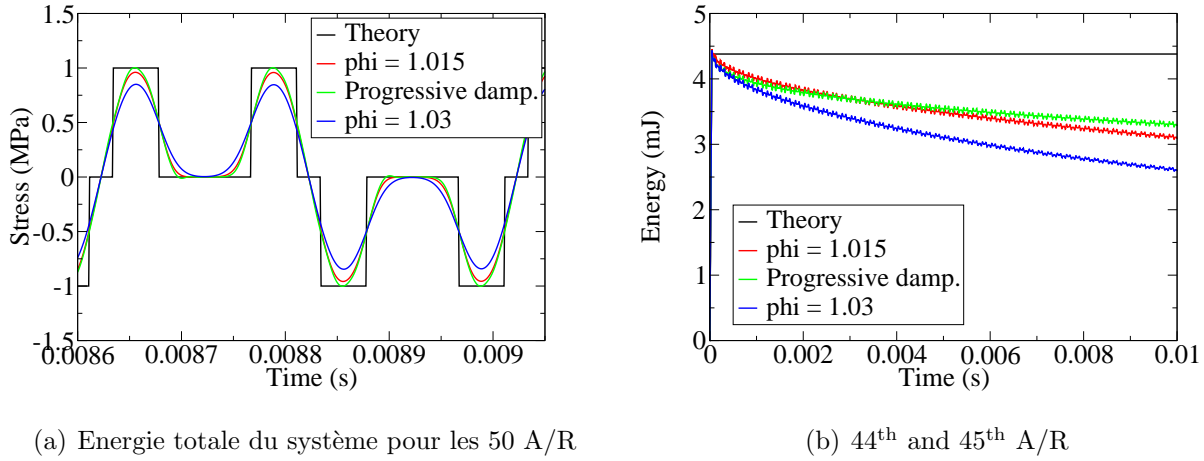 1.5
1
0.5
0
-0.5
-1
-1.5
Stress (MPa)
0.0086
0.0087
0.0088
0.0089
0.009
Time (s)
Theory
phi = 1.015
Progressive damp.
phi = 1.03
5
4
3
2
1
0
Energy (mJ)
0
0.002
0.004
0.006
0.008
0.01
Time (s)
Theory
phi = 1.015
Progressive damp.
phi = 1.03
(a) Energie totale du système pour les 50 A/R
(b) 44th and 45th A/R